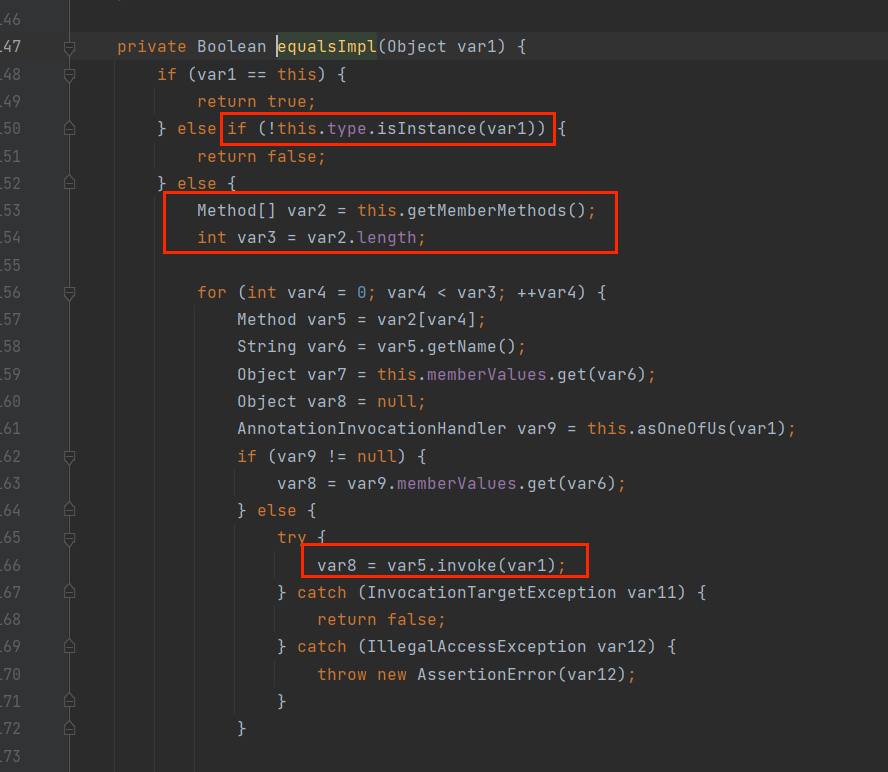 46
47 private Boolean equalsImpl(Object var1) {
48 if (var1 == this) {
49 return true;
50 } else if (!this.type.isInstance(var1)) {
51 return false;
52 } else {
53 Method[] var2 = this.getMemberMethods();
54 int var3 = var2.length;
55
56 for (int var4 = 0; var4 < var3; ++var4) {
57 Method var5 = var2[var4];
58 String var6 = var5.getName();
59 Object var7 = this.memberValues.get(var6);
60 Object var8 = null;
61 AnnotationInvocationHandler var9 = this.asOneOfUs(var1);
62 if (var9 != null) {
63 var8 = var9.memberValues.get(var6);
64 } else {
65 try {
66 var8 = var5.invoke(var1);
67 } catch (InvocationTargetException var11) {
68 return false;
69 } catch (IllegalAccessException var12) {
70 throw new AssertionError(var12);
71 }
72 }
73